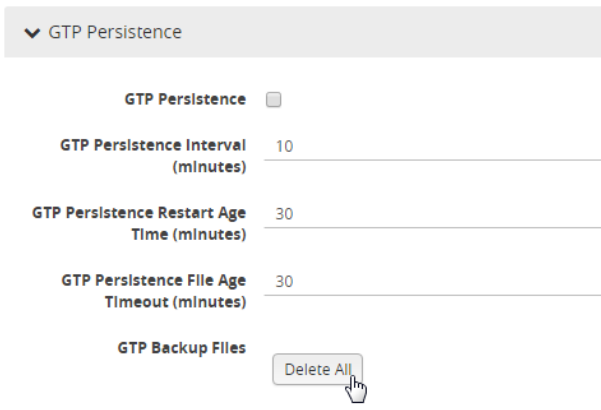 GTP Persistence
GTP Persistence
GTP Persistence Interval
(minutes)
10
GTP Persistence Restart Age
Time (minutes)
30
GTP Persistence File Age
Timeout (minutes)
30
GTP Backup Files
Delete All